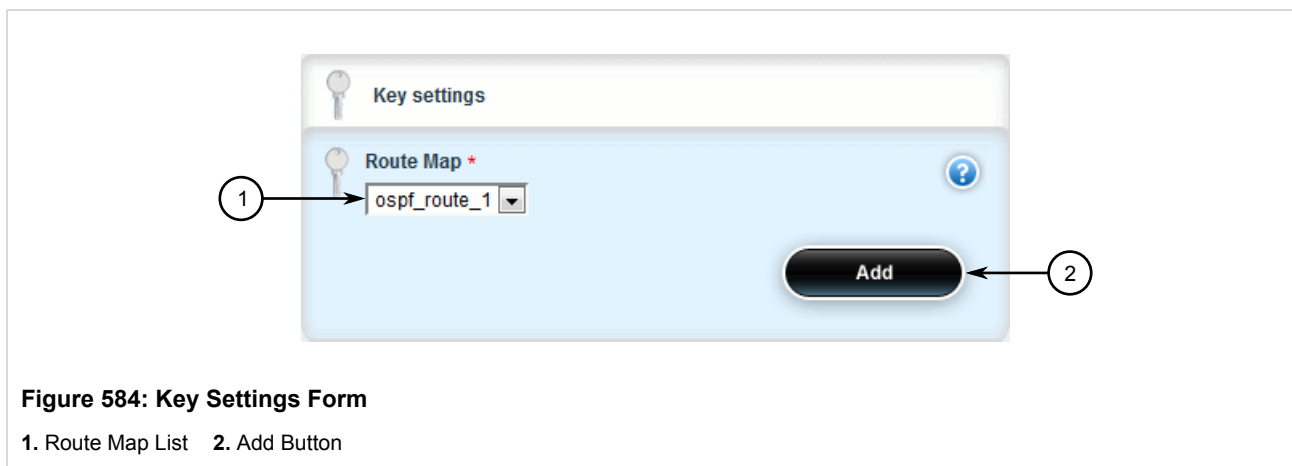 Key settings
Route Map *
1
ospf_route_1
?
Add
2
Figure 584: Key Settings Form
1. Route Map List 2. Add Button